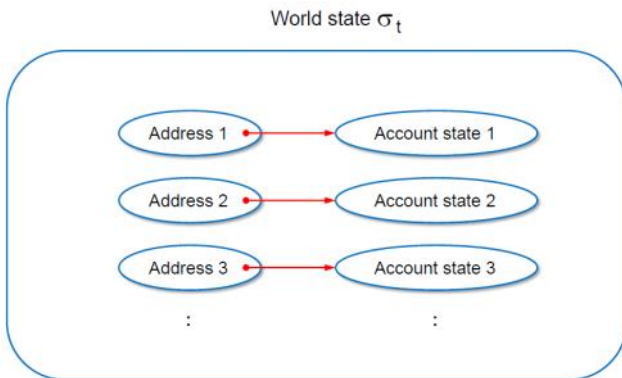 World state σt
Address 1 Account state 1
Address 2 Account state 2
Address 3 Account state 3
: :